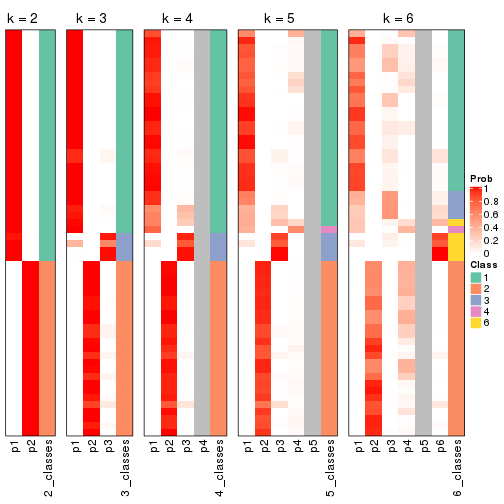 k = 2
k = 3
k = 4
k = 5
k = 6
p1
p2
2_classes
p1
p2
p3
3_classes
p1
p2
p3
p4
4_classes
p1
p2
p3
p4
p5
5_classes
p1
p2
p3
p4
p5
p6
6_classes
Prob
1
0.8
0.6
0.4
0.2
0
Class
1
2
3
4
6